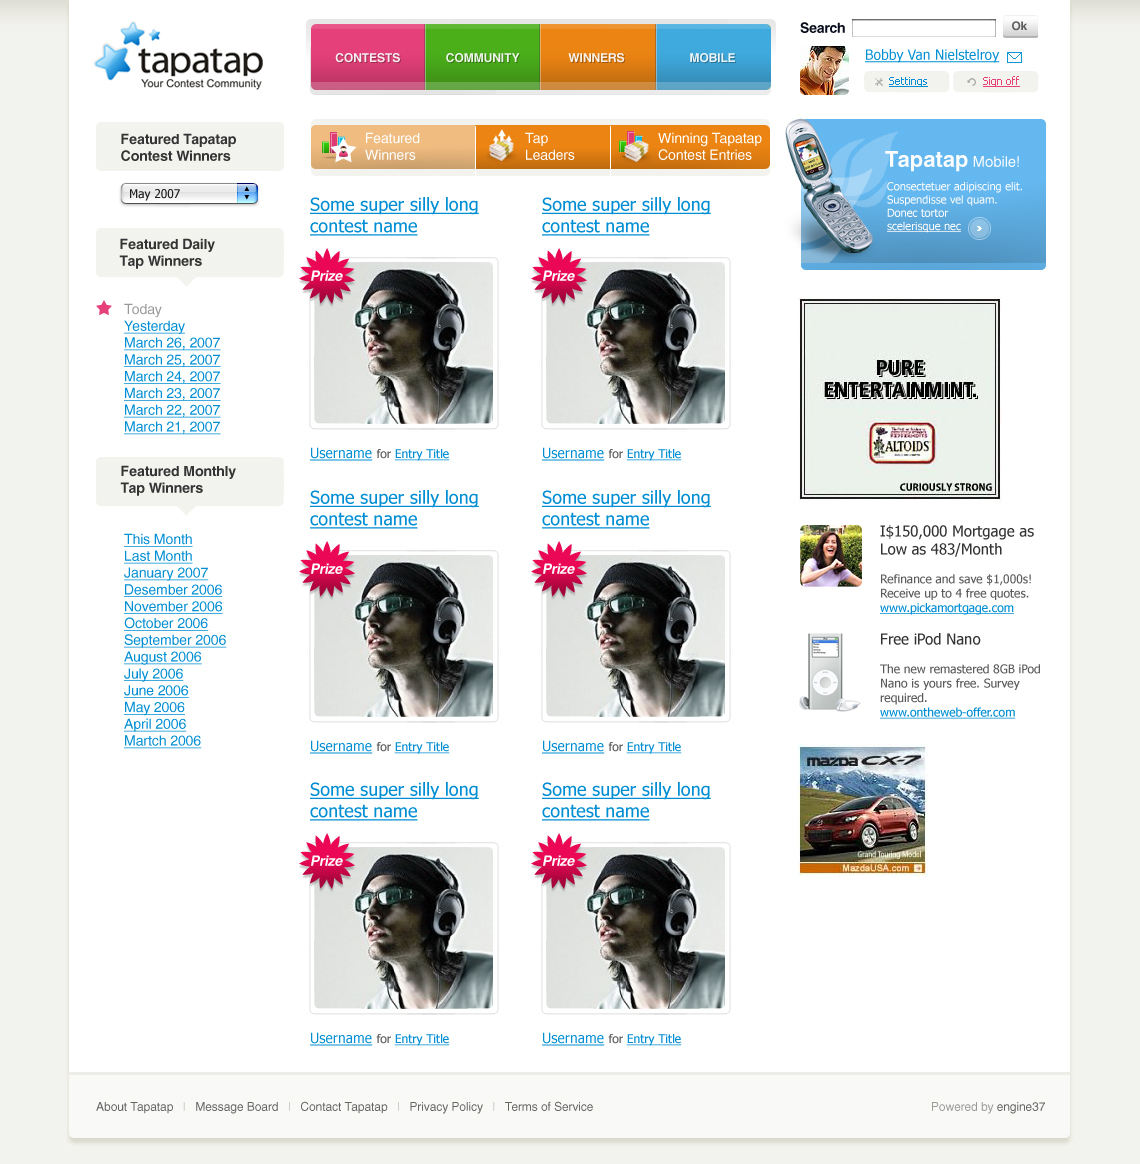 tapatap
Your Contest Community
CONTESTS
COMMUNITY
WINNERS
MOBILE
Search
Ok
Bobby Van Nielstelroy
Settings
Sign off
Featured Tapatap
Contest Winners
May 2007
Featured Daily
Tap Winners
Today
Yesterday
March 26, 2007
March 25, 2007
March 24, 2007
March 23, 2007
March 22, 2007
March 21, 2007
Featured Monthly
Tap Winners
This Month
Last Month
January 2007
Desember 2006
November 2006
October 2006
September 2006
August 2006
July 2006
June 2006
May 2006
April 2006
Martch 2006
Featured
Winners
Tap
Leaders
Winning Tapatap
Contest Entries
Some super silly long
contest name
Prize
Username for Entry Title
Some super silly long
contest name
Prize
Username for Entry Title
Some super silly long
contest name
Prize
Username for Entry Title
Some super silly long
contest name
Prize
Username for Entry Title
Some super silly long
contest name
Prize
Username for Entry Title
Some super silly long
contest name
Prize
Username for Entry Title
Tapatap Mobile!
Consectetuer adipiscing elit.
Suspendisse vel quam.
Donec tortor
scelerisque nec
PURE
ENTERTAINMINT.
ALTOIDS
CURIOUSLY STRONG
I$150,000 Mortgage as
Low as 483/Month
Refinance and save $1,000s!
Receive up to 4 free quotes.
www.pickamortgage.com
Free iPod Nano
The new remastered 8GB iPod
Nano is yours free. Survey
required.
www.ontheweb-offer.com
mazda CX-7
Grand Touring Model
MazdaUSA.com
About Tapatap
Message Board
Contact Tapatap
Privacy Policy
Terms of Service
Powered by engine37